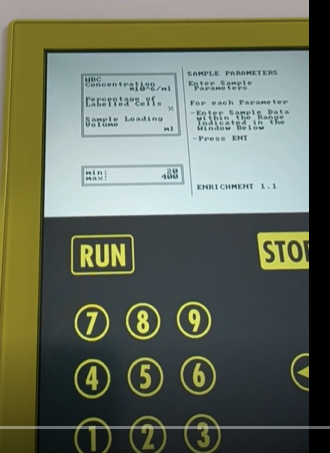 WBC
Concentration
*10^6/ml
Percentage of
Labelled Cells
%
Sample Loading
Volume
ml
min: 20
max: 400
SAMPLE PARAMETERS
Enter Sample
Parameters
For each Parameter
-Enter Sample Data
within the Range
Indicated in the
Window Below
-Press ENT
ENRICHMENT 1.1
RUN
STO
7 8 9
4 5 6
1 2 3